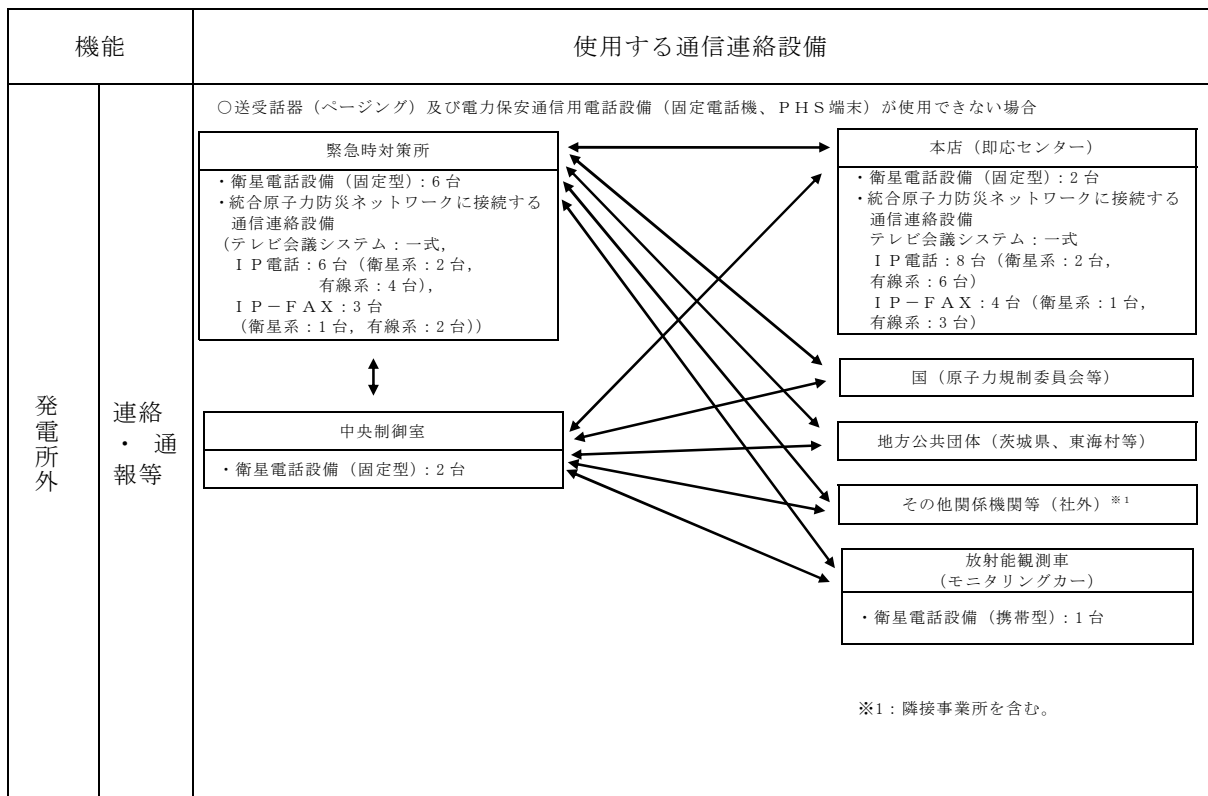 機能
使用する通信連絡設備
発電所外
連絡
・ 通
報等
○送受話器（ページング）及び電力保安通信用電話設備（固定電話機、ＰＨＳ端末）が使用できない場合
緊急時対策所
・衛星電話設備（固定型）：６台
・統合原子力防災ネットワークに接続する
通信連絡設備
（テレビ会議システム：一式，
ＩＰ電話：６台（衛星系：２台，
有線系：４台），
ＩＰ－ＦＡＸ：３台
（衛星系：１台，有線系：２台））
中央制御室
・衛星電話設備（固定型）：２台
本店（即応センター）
・衛星電話設備（固定型）：２台
・統合原子力防災ネットワークに接続する
通信連絡設備
テレビ会議システム：一式
ＩＰ電話：８台（衛星系：２台，
有線系：６台）
ＩＰ－ＦＡＸ：４台（衛星系：１台，
有線系：３台）
国（原子力規制委員会等）
地方公共団体（茨城県、東海村等）
その他関係機関等（社外）※１
放射能観測車
（モニタリングカー）
・衛星電話設備（携帯型）：１台
※1：隣接事業所を含む。